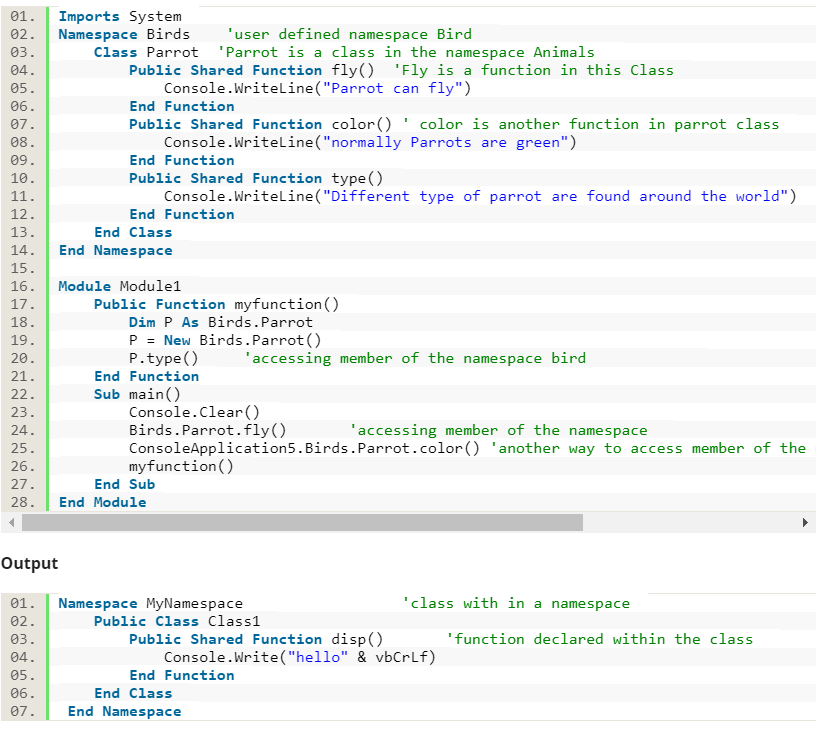 01. Imports System
02. Namespace Birds    'user defined namespace Bird
03.     Class Parrot  'Parrot is a class in the namespace Animals
04.         Public Shared Function fly()  'Fly is a function in this Class
05.             Console.WriteLine("Parrot can fly")
06.         End Function
07.         Public Shared Function color() ' color is another function in parrot class
08.             Console.WriteLine("normally Parrots are green")
09.         End Function
10.         Public Shared Function type()
11.             Console.WriteLine("Different type of parrot are found around the world")
12.         End Function
13.     End Class
14. End Namespace
15.
16. Module Module1
17.     Public Function myfunction()
18.         Dim P As Birds.Parrot
19.         P = New Birds.Parrot()
20.         P.type()     'accessing member of the namespace bird
21.     End Function
22.     Sub main()
23.         Console.Clear()
24.         Birds.Parrot.fly()       'accessing member of the namespace
25.         ConsoleApplication5.Birds.Parrot.color() 'another way to access member of the
26.         myfunction()
27.     End Sub
28. End Module
Output
01. Namespace MyNamespace                  'class with in a namespace
02.     Public Class Class1
03.         Public Shared Function disp()       'function declared within the class
04.             Console.Write("hello" & vbCrLf)
05.         End Function
06.     End Class
07.  End Namespace